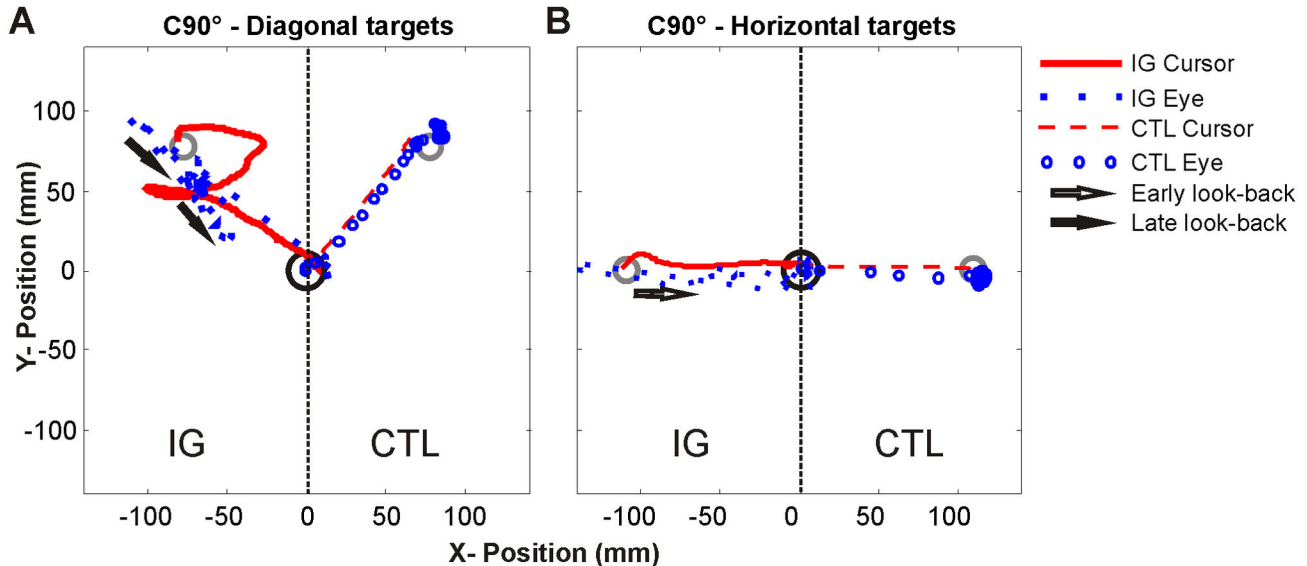 A
C90° - Diagonal targets
B
C90° - Horizontal targets
IG Cursor
IG Eye
CTL Cursor
CTL Eye
Early look-back
Late look-back
Y- Position (mm)
100
50
0
-50
-100
IG
CTL
IG
CTL
-100
-50
0
50
100
-100
-50
0
50
100
X- Position (mm)